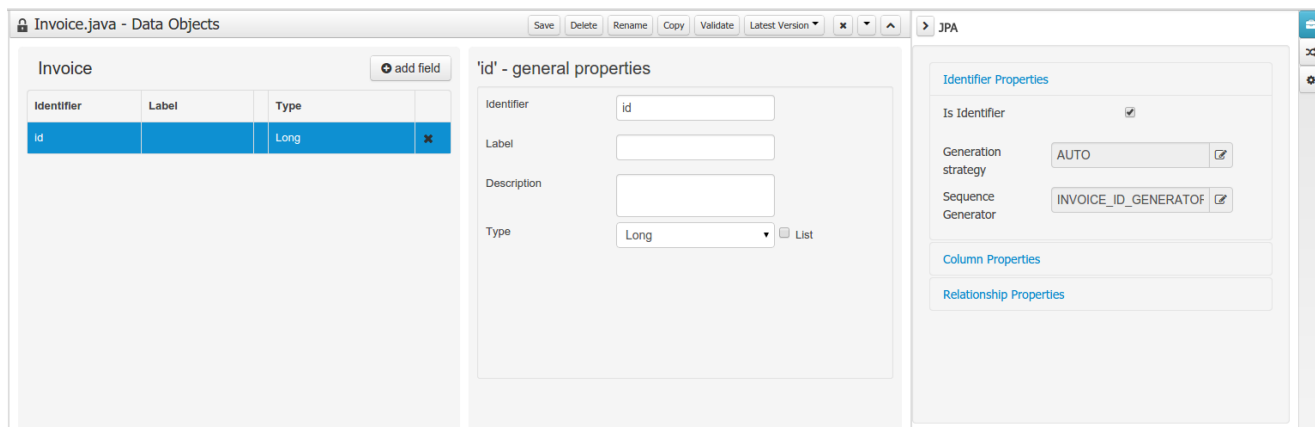 Invoice.java - Data Objects
Save Delete Rename Copy Validate Latest Version
JPA
Invoice
add field
Identifier Label Type
id Long
'id' - general properties
Identifier id
Label
Description
Type Long List
Identifier Properties
Is Identifier
Generation strategy AUTO
Sequence Generator INVOICE_ID_GENERATOR
Column Properties
Relationship Properties